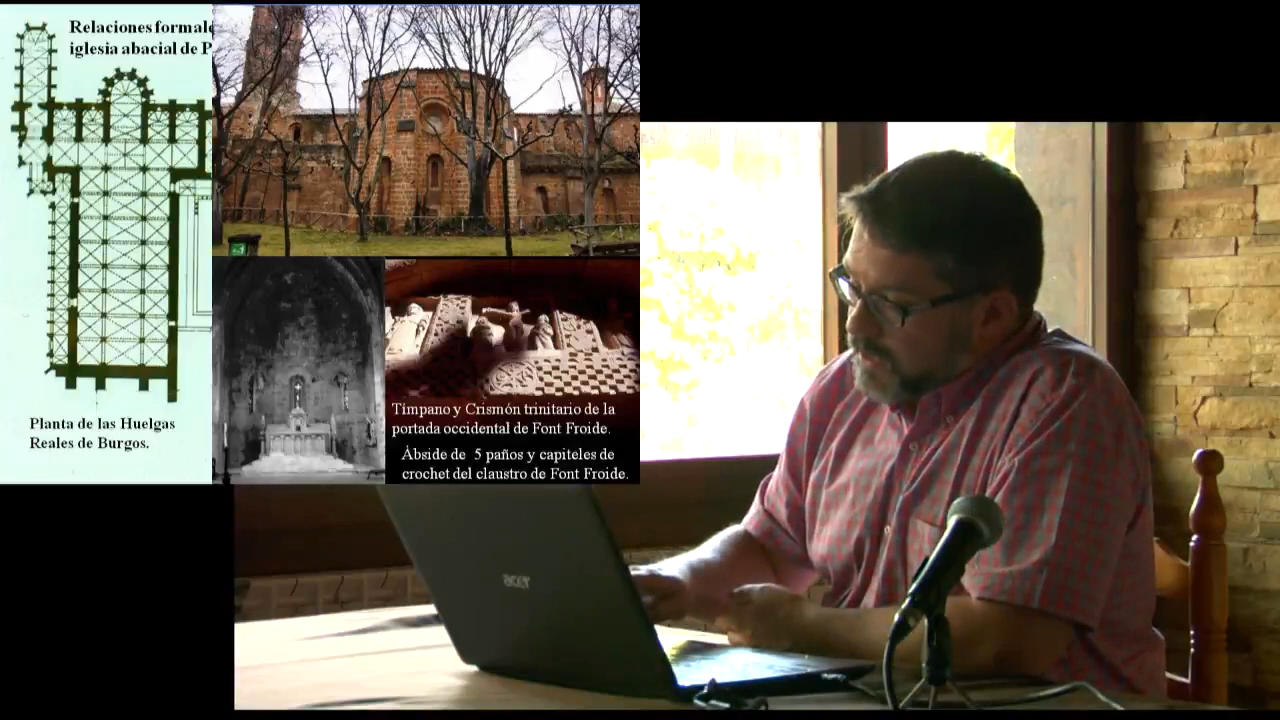 Relaciones formale
iglesia abacial de P
Planta de las Huelgas
Reales de Burgos.
Tímpano y Crismón trinitario de la
portada occidental de Font Froide.
Ábside de 5 paños y capiteles de
crochet del claustro de Font Froide.
acer